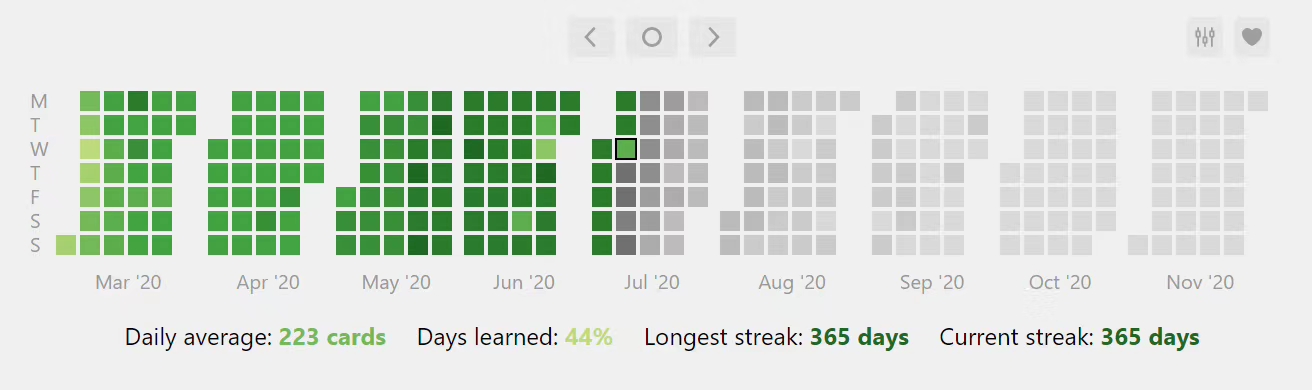 M
T
W
T
F
S
S
Mar '20 Apr '20 May '20 Jun '20 Jul '20 Aug '20 Sep '20 Oct '20 Nov '20
Daily average: 223 cards Days learned: 44% Longest streak: 365 days Current streak: 365 days